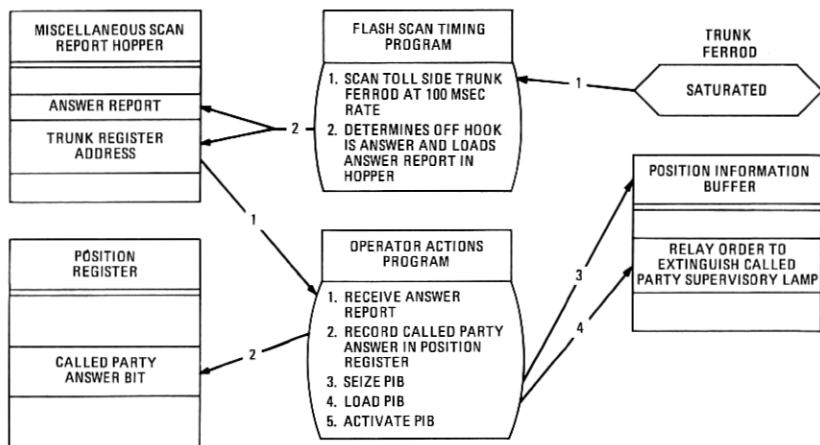 MISCELLANEOUS SCAN
REPORT HOPPER
ANSWER REPORT
TRUNK REGISTER
ADDRESS
FLASH SCAN TIMING
PROGRAM
1. SCAN TOLL SIDE TRUNK
FERROD AT 100 MSEC
RATE
2. DETERMINES OFF HOOK
IS ANSWER AND LOADS
ANSWER REPORT IN
HOPPER
TRUNK
FERROD
SATURATED
1
2
1
POSITION INFORMATION
BUFFER
RELAY ORDER TO
EXTINGUISH CALLED
PARTY SUPERVISORY LAMP
POSITION
REGISTER
CALLED PARTY
ANSWER BIT
OPERATOR ACTIONS
PROGRAM
1. RECEIVE ANSWER
REPORT
2. RECORD CALLED PARTY
ANSWER IN POSITION
REGISTER
3. SEIZE PIB
4. LOAD PIB
5. ACTIVATE PIB
2
3
4